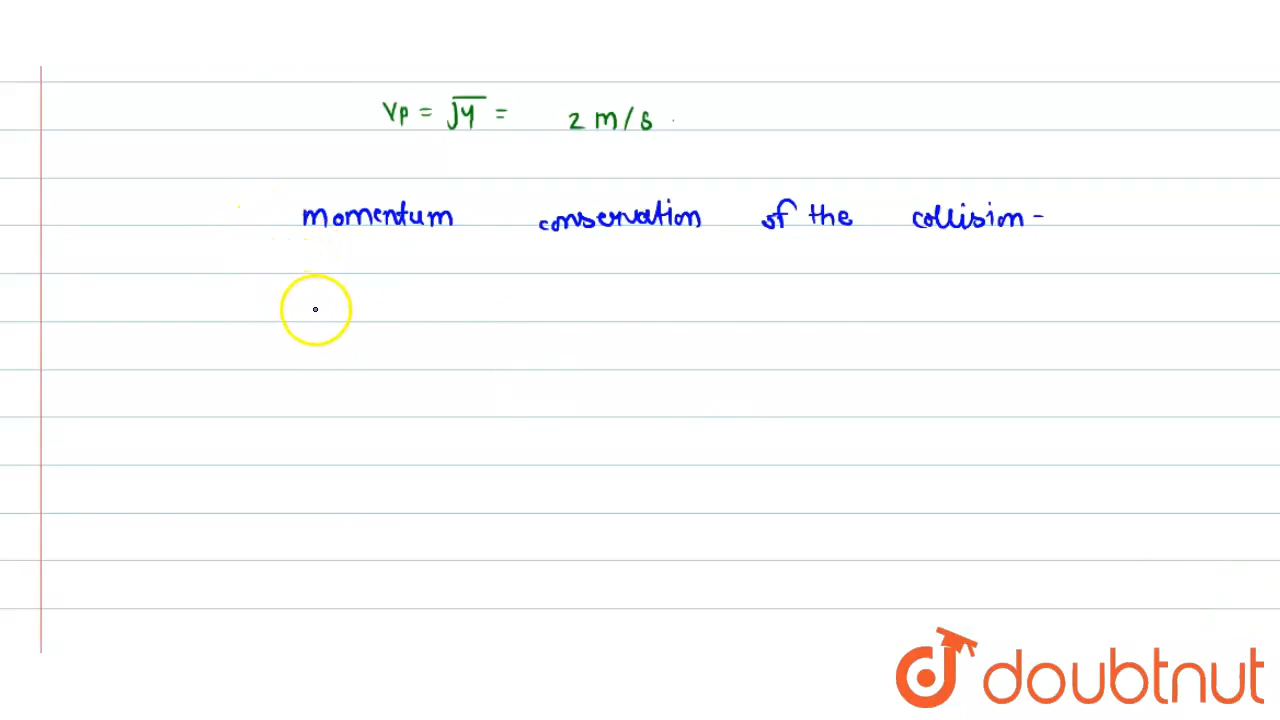 Vp = √4 = 2 m/s
momentum conservation of the collision -
doubtnut